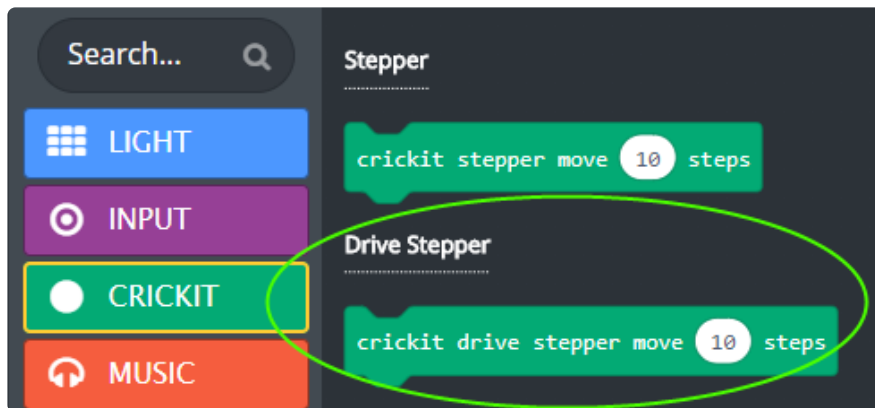 Search...
LIGHT
INPUT
CRICKIT
MUSIC
Stepper
crickit stepper move 10 steps
Drive Stepper
crickit drive stepper move 10 steps